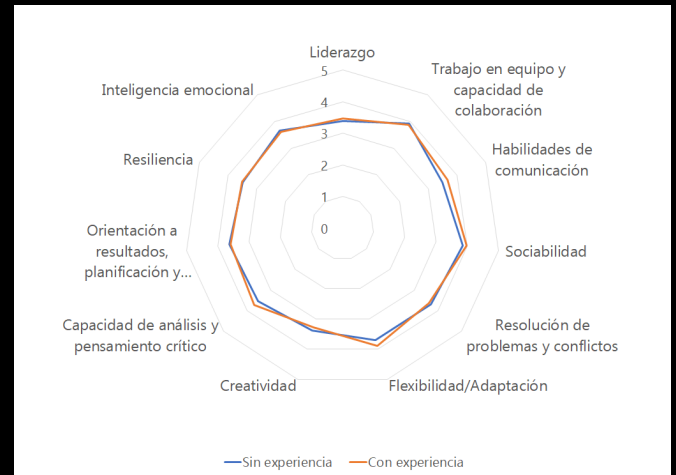 Liderazgo
5
4
3
2
1
0
Trabajo en equipo y
capacidad de
colaboración
Habilidades de
comunicación
Sociabilidad
Resolución de
problemas y conflictos
Flexibilidad/Adaptación
Creatividad
Capacidad de análisis y
pensamiento crítico
Orientación a
resultados,
planificación y...
Resiliencia
Inteligencia emocional
Sin experiencia
Con experiencia